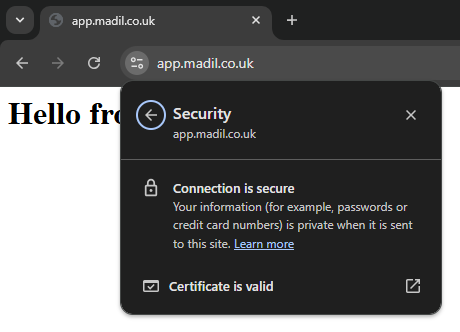 app.madil.co.uk
app.madil.co.uk
Hello
Security
app.madil.co.uk
Connection is secure
Your information (for example, passwords or
credit card numbers) is private when it is sent
to this site. Learn more
Certificate is valid